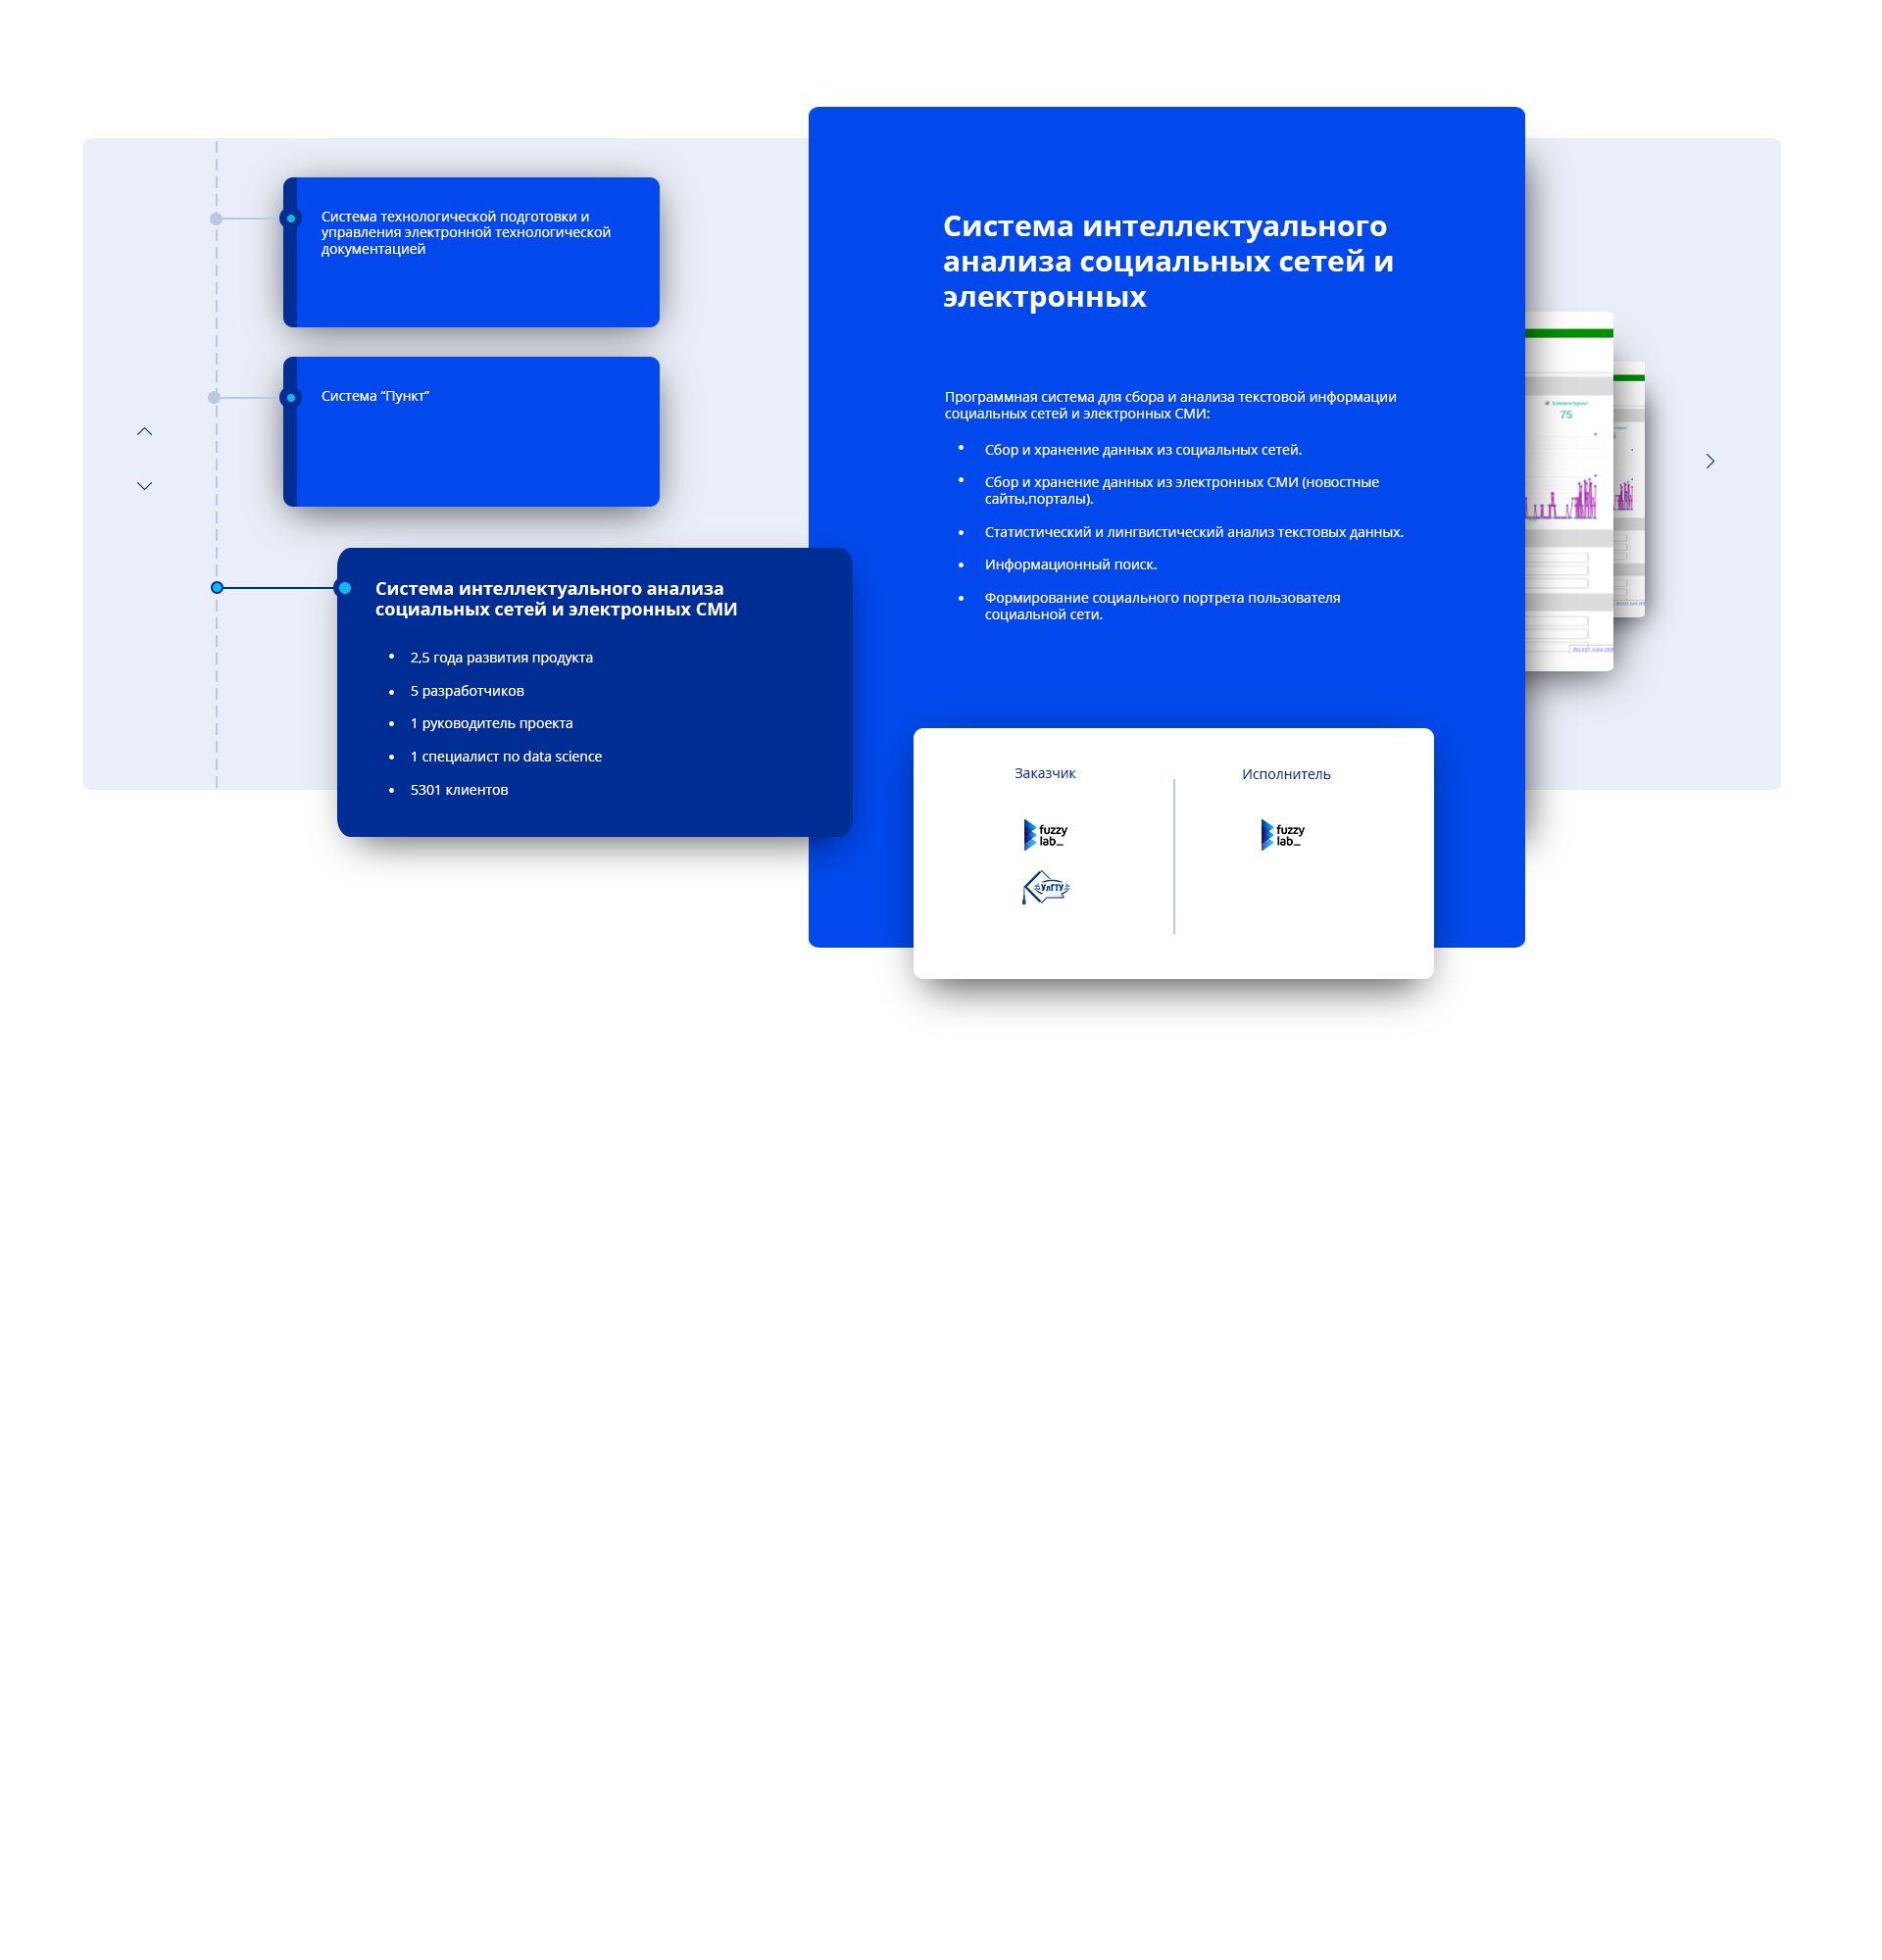 Система технологической подготовки и
управления электронной технологической
документацией
Система “Пункт”
Система интеллектуального анализа
социальных сетей и электронных СМИ
2,5 года развития продукта
5 разработчиков
1 руководитель проекта
1 специалист по data science
5301 клиентов
Система интеллектуального
анализа социальных сетей и
электронных
Программная система для сбора и анализа текстовой информации
социальных сетей и электронных СМИ:
Сбор и хранение данных из социальных сетей.
Сбор и хранение данных из электронных СМИ (новостные
сайты,порталы).
Статистический и лингвистический анализ текстовых данных.
Информационный поиск.
Формирование социального портрета пользователя
социальной сети.
Заказчик
fuzzy
lab_
УлГТУ
Исполнитель
fuzzy
lab_
75